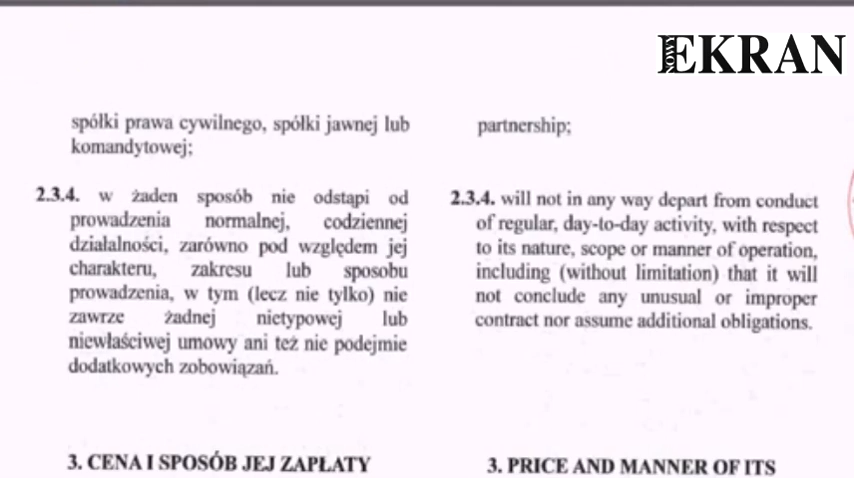 NOWY EKRAN
spółki prawa cywilnego, spółki jawnej lub
komandytowej;
2.3.4. w żaden sposób nie odstąpi od
prowadzenia normalnej, codziennej
działalności, zarówno pod względem jej
charakteru, zakresu lub sposobu
prowadzenia, w tym (lecz nie tylko) nie
zawrze żadnej nietypowej lub
niewłaściwej umowy ani też nie podejmie
dodatkowych zobowiązań.
3. CENA I SPOSÓB JEJ ZAPŁATY
partnership;
2.3.4. will not in any way depart from conduct
of regular, day-to-day activity, with respect
to its nature, scope or manner of operation,
including (without limitation) that it will
not conclude any unusual or improper
contract nor assume additional obligations.
3. PRICE AND MANNER OF ITS